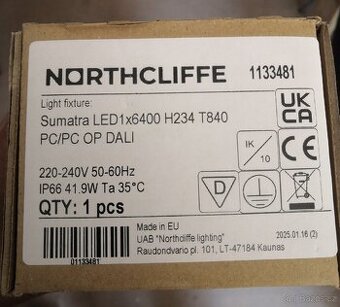 NORTHCLIFFE 1133481
Light fixture:
Sumatra LED1x6400 H234 T840
PC/PC OP DALI
UK
CA
IK / 10
CE
220-240V 50-60Hz
IP66 41.9W Ta 35°C
D
QTY: 1 pcs
Made in EU
UAB "Northcliffe lighting"
Raudondvario pl. 101, LT-47184 Kaunas
2025.01.16 (2)
01133481